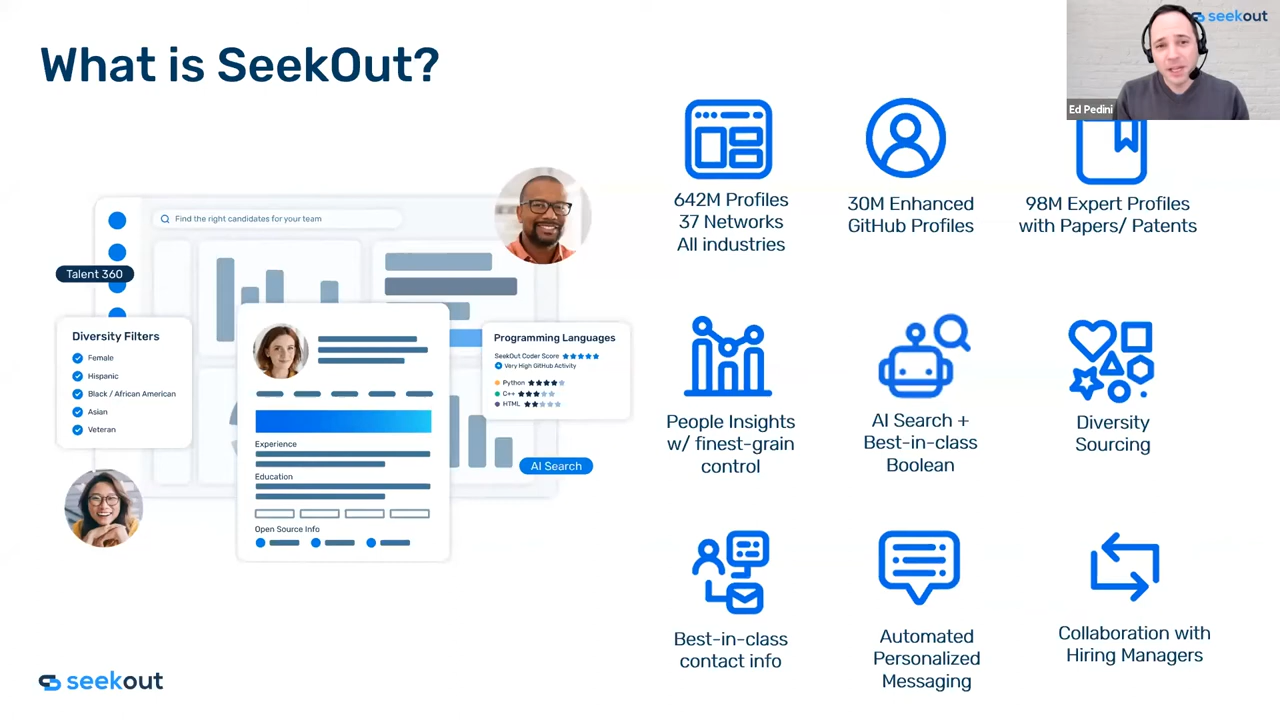 What is SeekOut?
seekout
Ed Pedini
Find the right candidates for your team
Talent 360
Diversity Filters
Female
Hispanic
Black / African American
Asian
Veteran
Programming Languages
SeekOut Coder Score
Very High GitHub Activity
Python
C++
HTML
Experience
Education
Open Source Info
AI Search
642M Profiles
37 Networks
All industries
30M Enhanced
GitHub Profiles
98M Expert Profiles
with Papers/ Patents
People Insights
w/ finest-grain
control
AI Search +
Best-in-class
Boolean
Diversity
Sourcing
Best-in-class
contact info
Automated
Personalized
Messaging
Collaboration with
Hiring Managers
seekout